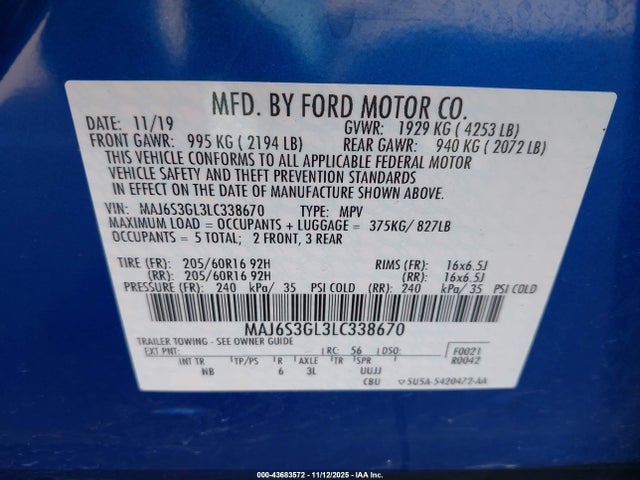 MFD. BY FORD MOTOR CO.
DATE: 11/19 GVWR: 1929 KG ( 4253 LB)
FRONT GAWR: 995 KG ( 2194 LB) REAR GAWR: 940 KG ( 2072 LB)
THIS VEHICLE CONFORMS TO ALL APPLICABLE FEDERAL MOTOR
VEHICLE SAFETY AND THEFT PREVENTION STANDARDS
IN EFFECT ON THE DATE OF MANUFACTURE SHOWN ABOVE.
VIN: MAJ6S3GL3LC338670 TYPE: MPV
MAXIMUM LOAD = OCCUPANTS + LUGGAGE = 375KG/ 827LB
OCCUPANTS = 5 TOTAL; 2 FRONT, 3 REAR
TIRE (FR): 205/60R16 92H RIMS (FR): 16x6.5J
(RR): 205/60R16 92H (RR): 16x6.5J
PRESSURE (FR): 240 kPa/ 35 PSI COLD (RR): 240 kPa/ 35 PSI COLD
MAJ6S3GL3LC338670
TRAILER TOWING - SEE OWNER GUIDE
EXT PNT: RC: 56 DSO: F0021
R0042
INT TR TP/PS R AXLE TR SPR
NB 6 3L UUJJ
CBU 5U5A-5420472-AA
000-43683572 - 11/12/2025 - IAA Inc.